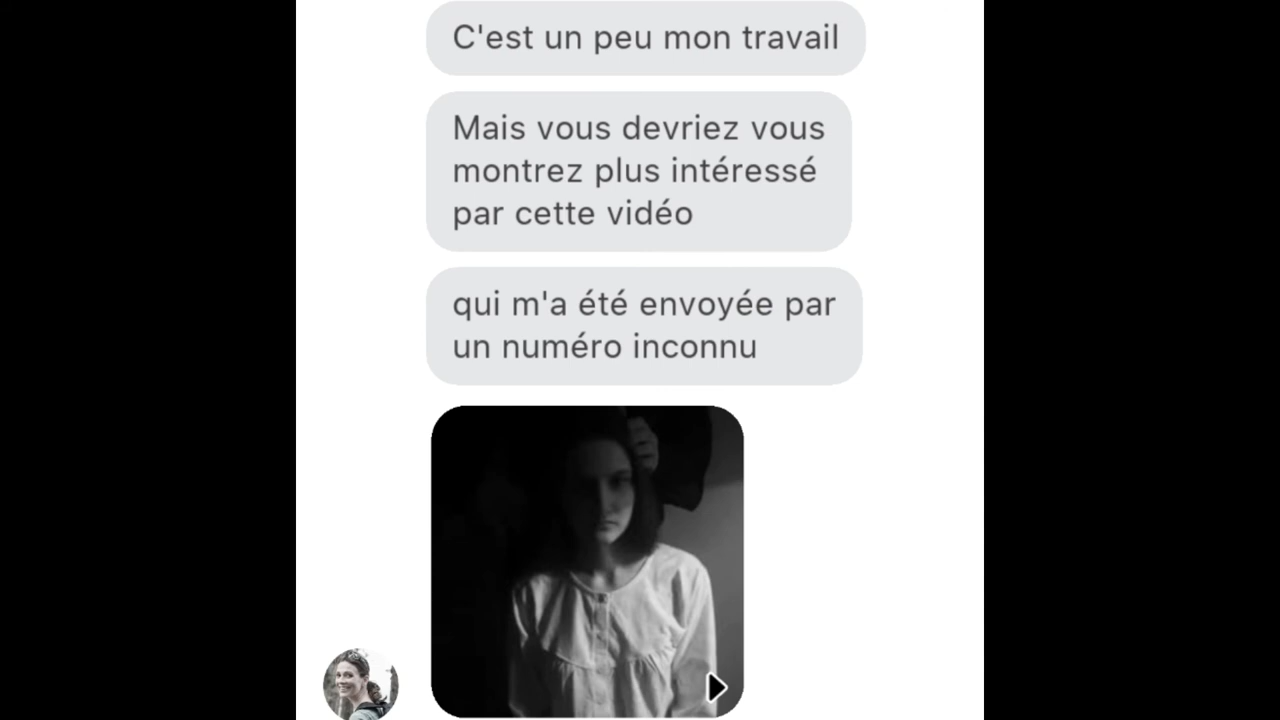 C'est un peu mon travail
Mais vous devriez vous
montrez plus intéressé
par cette vidéo
qui m'a été envoyée par
un numéro inconnu